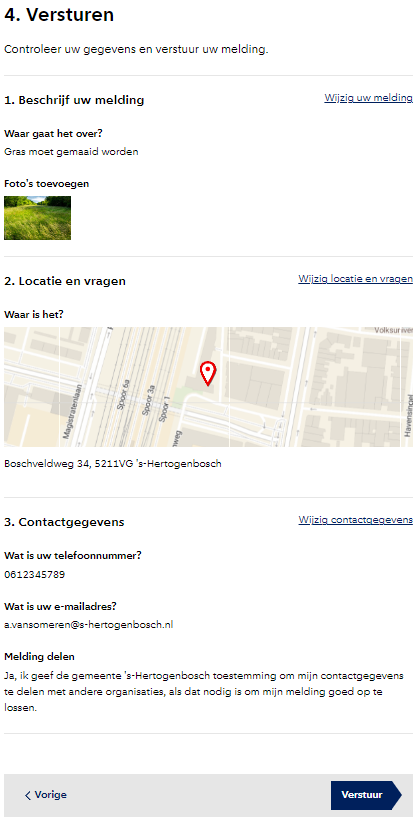 4. Versturen
Controleer uw gegevens en verstuur uw melding.
1. Beschrijf uw melding
Wijzig uw melding
Waar gaat het over?
Gras moet gemaaid worden
Foto's toevoegen
2. Locatie en vragen
Wijzig locatie en vragen
Waar is het?
Magistratenlaan
Spoor 6a
Spoor 3a
Spoor 1
nweg
Volksuriver
Boschveldweg 34, 5211VG 's-Hertogenbosch
3. Contactgegevens
Wijzig contactgegevens
Wat is uw telefoonnummer?
0612345789
Wat is uw e-mailadres?
a.vansomeren@s-hertogenbosch.nl
Melding delen
Ja, ik geef de gemeente 's-Hertogenbosch toestemming om mijn contactgegevens
te delen met andere organisaties, als dat nodig is om mijn melding goed op te
lossen.
Vorige
Verstuur